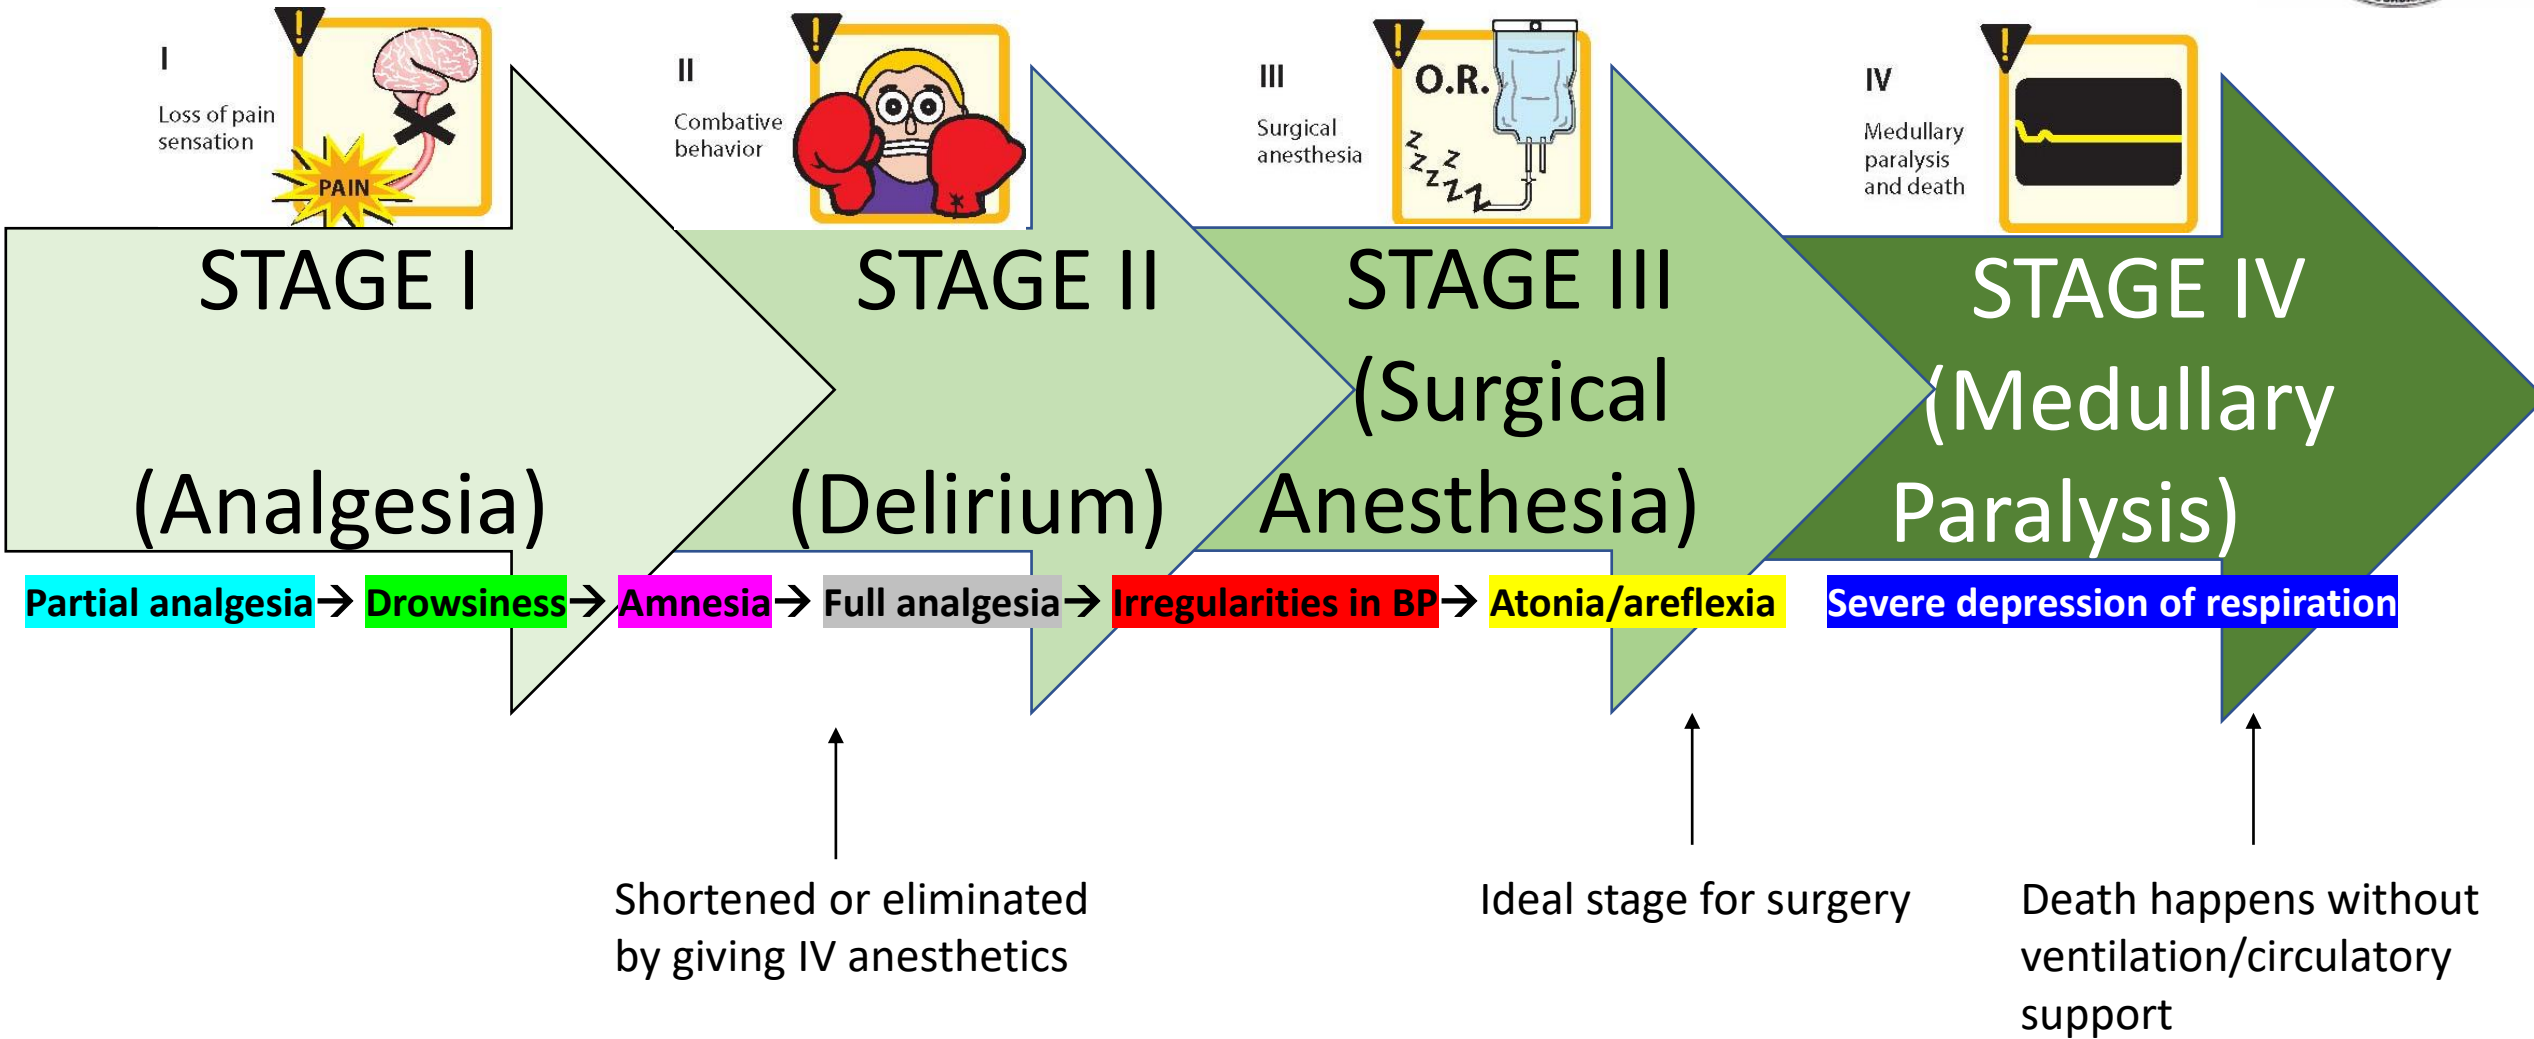 I
Loss of pain
sensation
!
PAIN
II
Combative
behavior
!
III
Surgical
anesthesia
!
O.R.
z
z
z
z
z
z
IV
Medullary
paralysis
and death
!
STAGE I
(Analgesia)
STAGE II
(Delirium)
STAGE III
(Surgical
Anesthesia)
STAGE IV
(Medullary
Paralysis)
Partial analgesia→ Drowsiness→ Amnesia→ Full analgesia→ Irregularities in BP→ Atonia/areflexia Severe depression of respiration
Shortened or eliminated
by giving IV anesthetics
Ideal stage for surgery
Death happens without
ventilation/circulatory
support